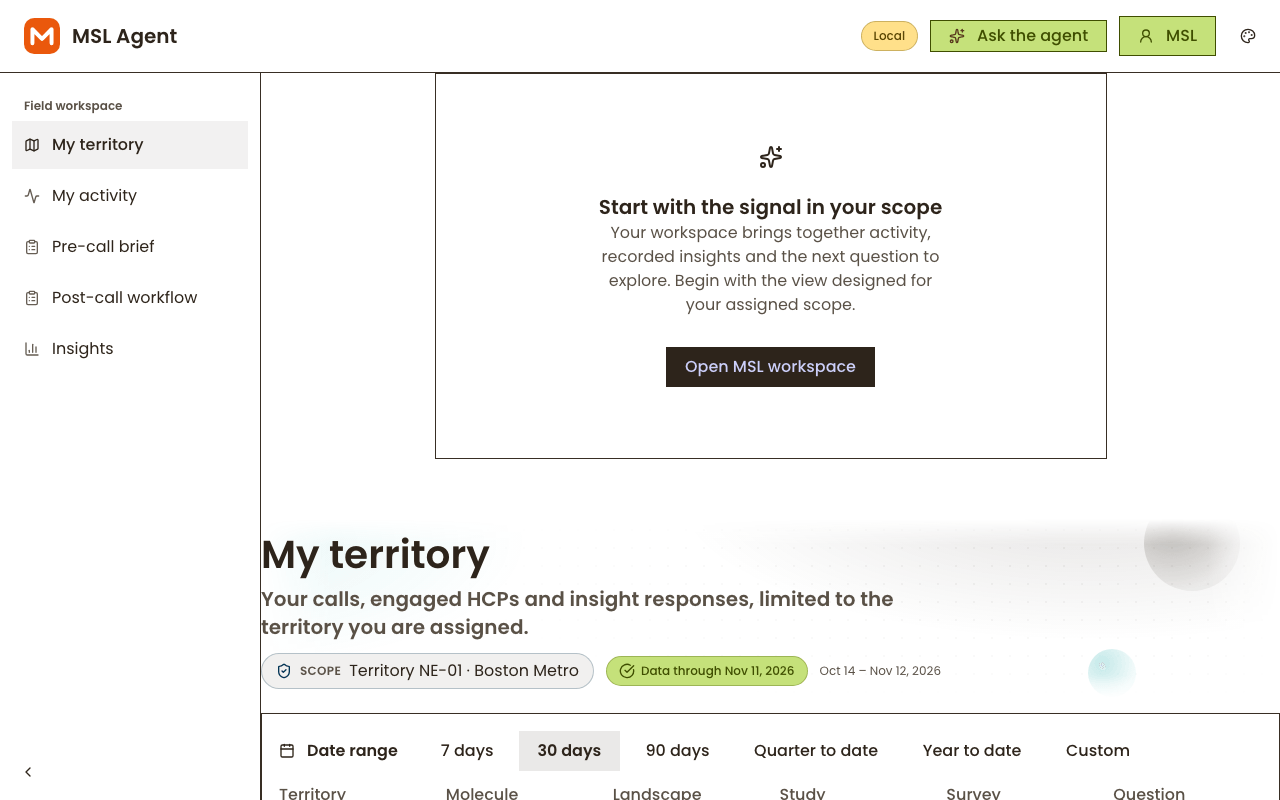 MSL Agent
Local
Ask the agent
MSL
Field workspace
My territory
My activity
Pre-call brief
Post-call workflow
Insights
Start with the signal in your scope
Your workspace brings together activity,
recorded insights and the next question to
explore. Begin with the view designed for
your assigned scope.
Open MSL workspace
My territory
Your calls, engaged HCPs and insight responses, limited to the
territory you are assigned.
SCOPE Territory NE-01 · Boston Metro
Data through Nov 11, 2026
Oct 14 – Nov 12, 2026
Date range
7 days
30 days
90 days
Quarter to date
Year to date
Custom
Territory
Molecule
Landscape
Study
Survey
Question